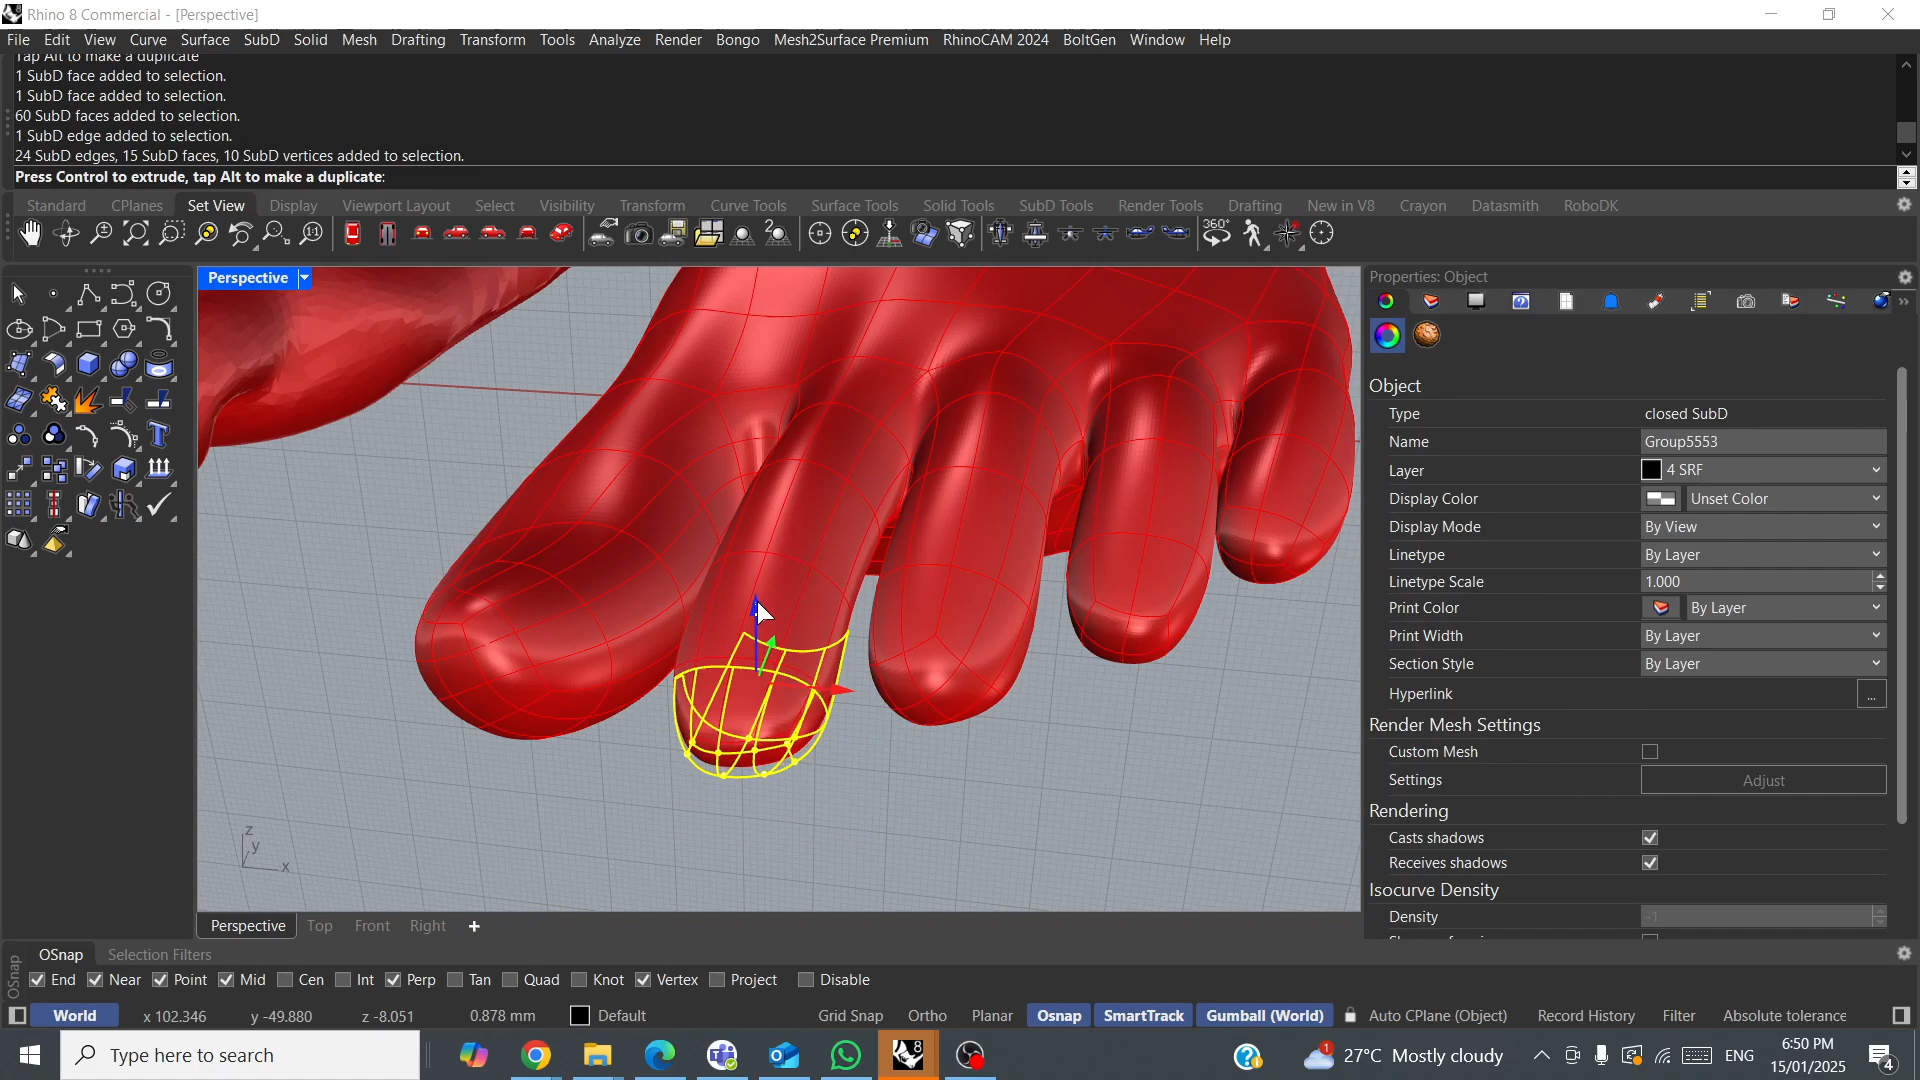 Rhino 8 Commercial - [Perspective]
File Edit View Curve Surface SubD Solid Mesh Drafting Transform Tools Analyze Render Bongo Mesh2Surface Premium RhinoCAM 2024 BoltGen Window Help
Tap Alt to make a duplicate
1 SubD face added to selection.
1 SubD face added to selection.
60 SubD faces added to selection.
1 SubD edge added to selection.
24 SubD edges, 15 SubD faces, 10 SubD vertices added to selection.
Press Control to extrude, tap Alt to make a duplicate:
Standard CPlanes Set View Display Viewport Layout Select Visibility Transform Curve Tools Surface Tools Solid Tools SubD Tools Render Tools Drafting New in V8 Crayon Datasmith RoboDK
Perspective
Properties: Object
Object
Type closed SubD
Name Group5553
Layer 4 SRF
Display Color Unset Color
Display Mode By View
Linetype By Layer
Linetype Scale 1.000
Print Color By Layer
Print Width By Layer
Section Style By Layer
Hyperlink ...
Render Mesh Settings
Custom Mesh
Settings Adjust
Rendering
Casts shadows
Receives shadows
Isocurve Density
Density -1
z
y
x
Perspective Top Front Right
OSnap Selection Filters
OSnap
End Near Point Mid Cen Int Perp Tan Quad Knot Vertex Project Disable
World x 102.346 y -49.880 z -8.051 0.878 mm Default Grid Snap Ortho Planar Osnap SmartTrack Gumball (World) Auto CPlane (Object) Record History Filter Absolute tolerance
Type here to search
27°C Mostly cloudy
ENG
6:50 PM
15/01/2025